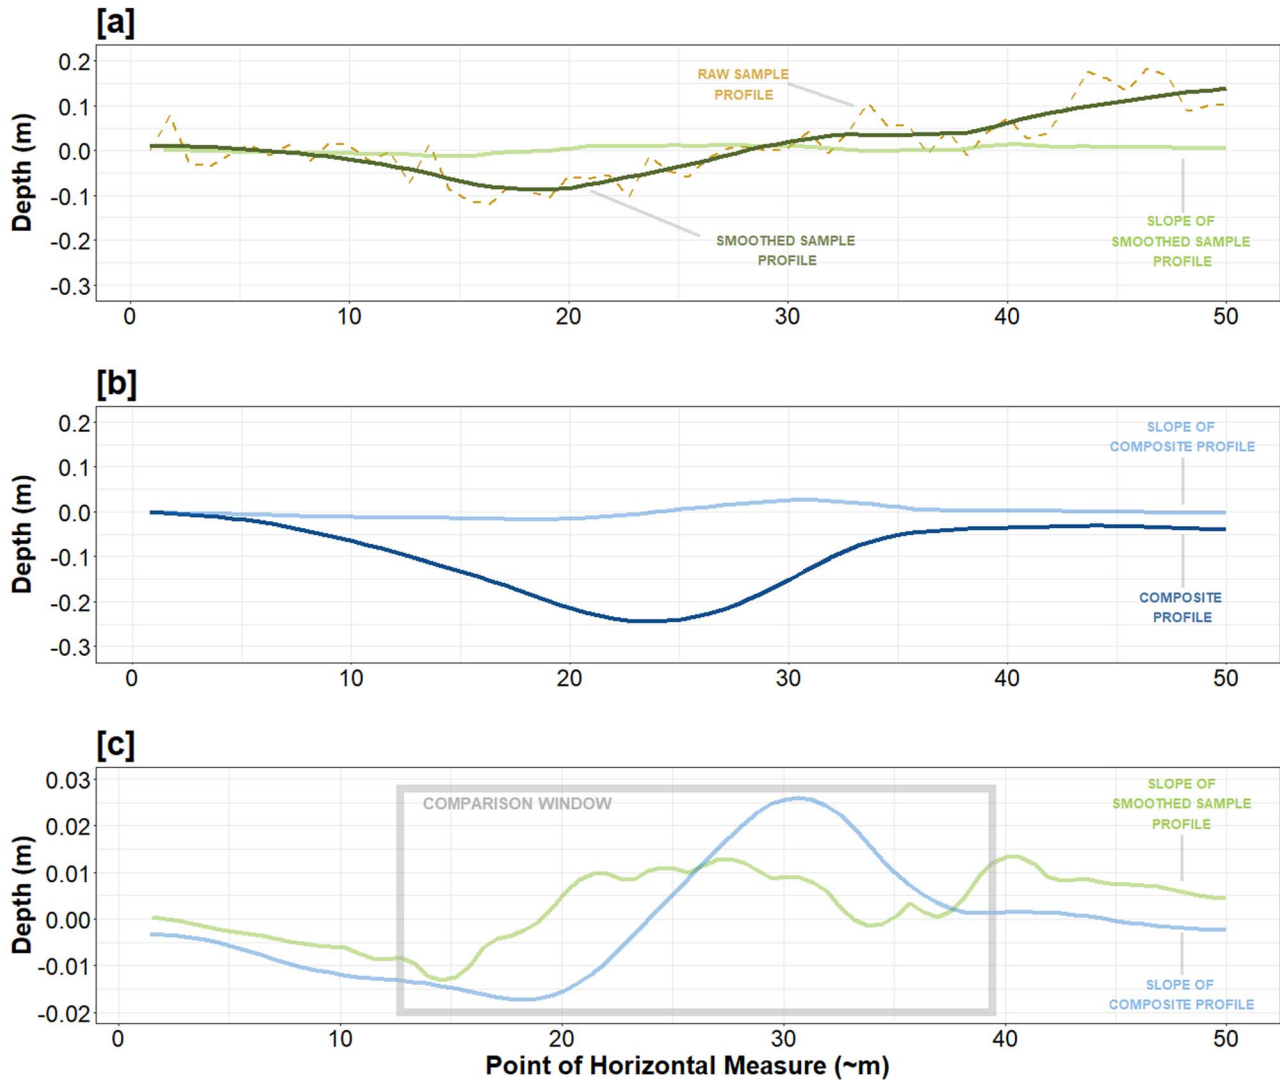 [a]
0.2
0.1
0.0
-0.1
-0.2
-0.3
Depth (m)
RAW SAMPLE
PROFILE
SMOOTHED SAMPLE
PROFILE
SLOPE OF
SMOOTHED SAMPLE
PROFILE
0 10 20 30 40 50
[b]
0.2
0.1
0.0
-0.1
-0.2
-0.3
Depth (m)
SLOPE OF
COMPOSITE PROFILE
COMPOSITE
PROFILE
0 10 20 30 40 50
[c]
0.03
0.02
0.01
0.00
-0.01
-0.02
Depth (m)
COMPARISON WINDOW
SLOPE OF
SMOOTHED SAMPLE
PROFILE
SLOPE OF
COMPOSITE PROFILE
0 10 20 30 40 50
Point of Horizontal Measure (~m)